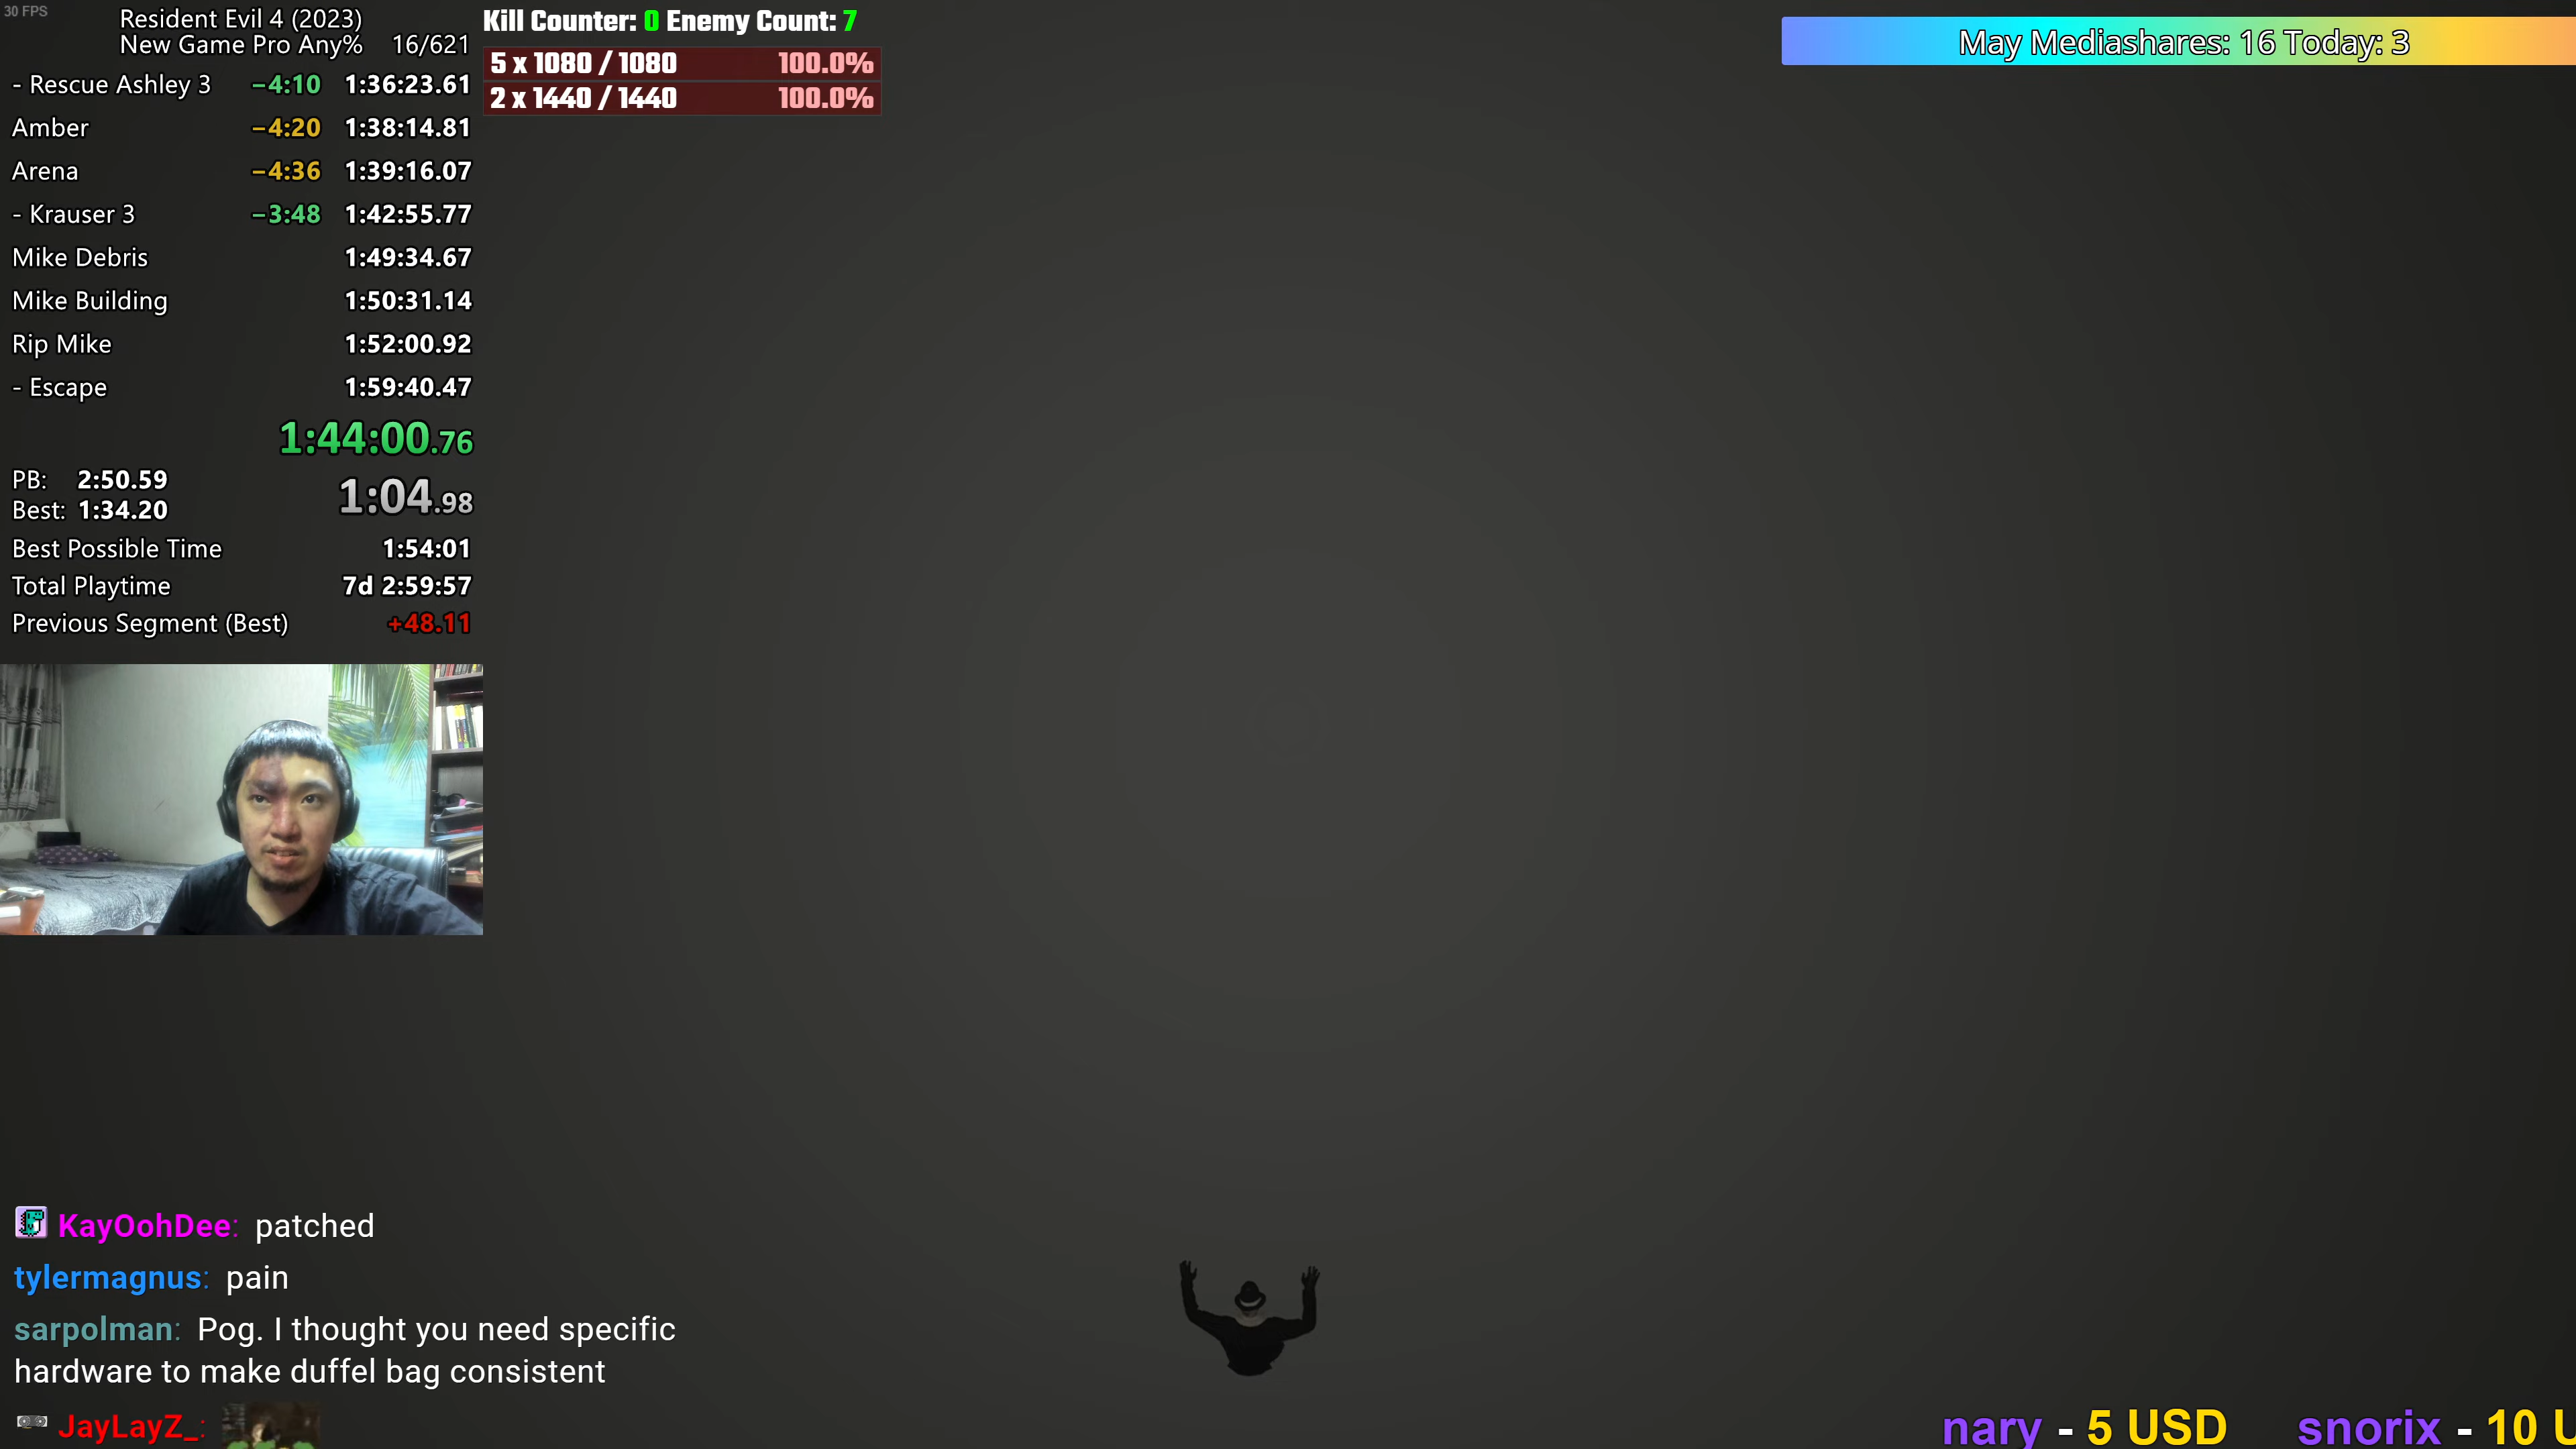 30 FPS
Resident Evil 4 (2023)
New Game Pro Any% 16/621
- Rescue Ashley 3 −4:10 1:36:23.61
Amber −4:20 1:38:14.81
Arena −4:36 1:39:16.07
- Krauser 3 −3:48 1:42:55.77
Mike Debris 1:49:34.67
Mike Building 1:50:31.14
Rip Mike 1:52:00.92
- Escape 1:59:40.47
1:44:00.76
PB: 2:50.59
Best: 1:34.20
1:04.98
Best Possible Time 1:54:01
Total Playtime 7d 2:59:57
Previous Segment (Best) +48.11
Kill Counter: 0 Enemy Count: 7
5 x 1080 / 1080 100.0%
2 x 1440 / 1440 100.0%
May Mediashares: 16 Today: 3
KayOohDee: patched
tylermagnus: pain
sarpolman: Pog. I thought you need specific
hardware to make duffel bag consistent
JayLayZ_:
nary - 5 USD snorix - 10 U